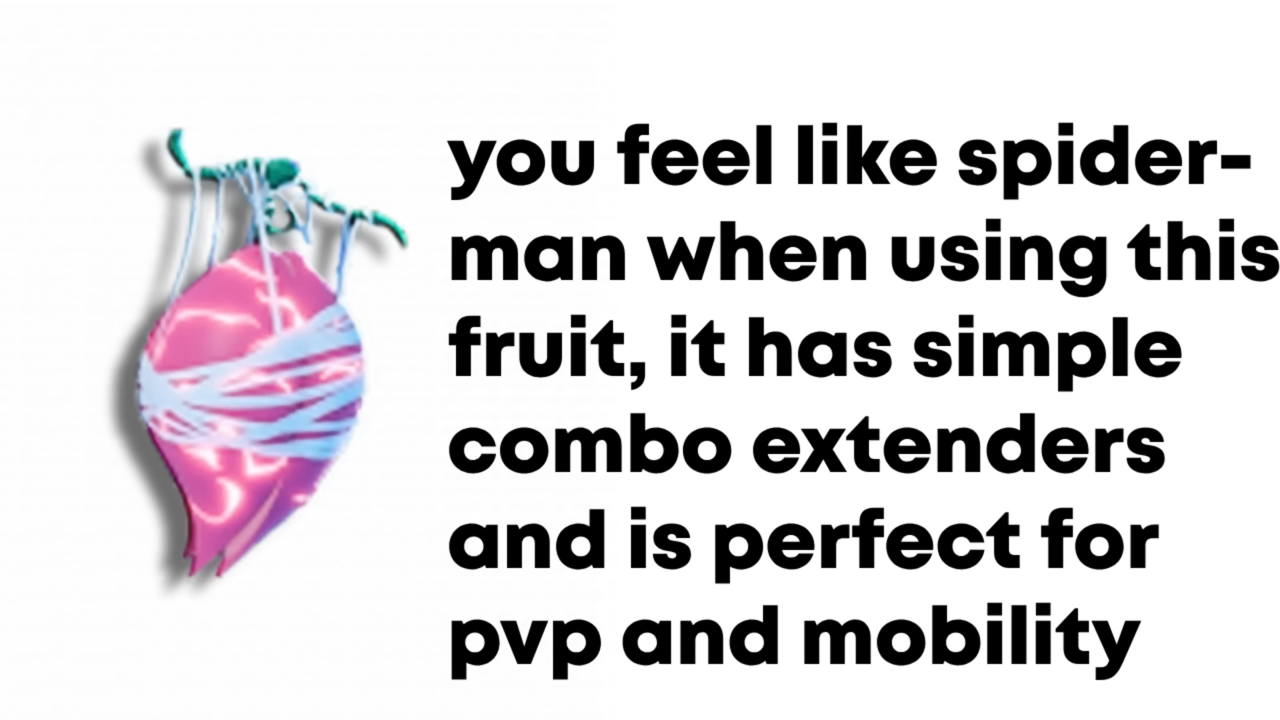 you feel like spider-
man when using this
fruit, it has simple
combo extenders
and is perfect for
pvp and mobility